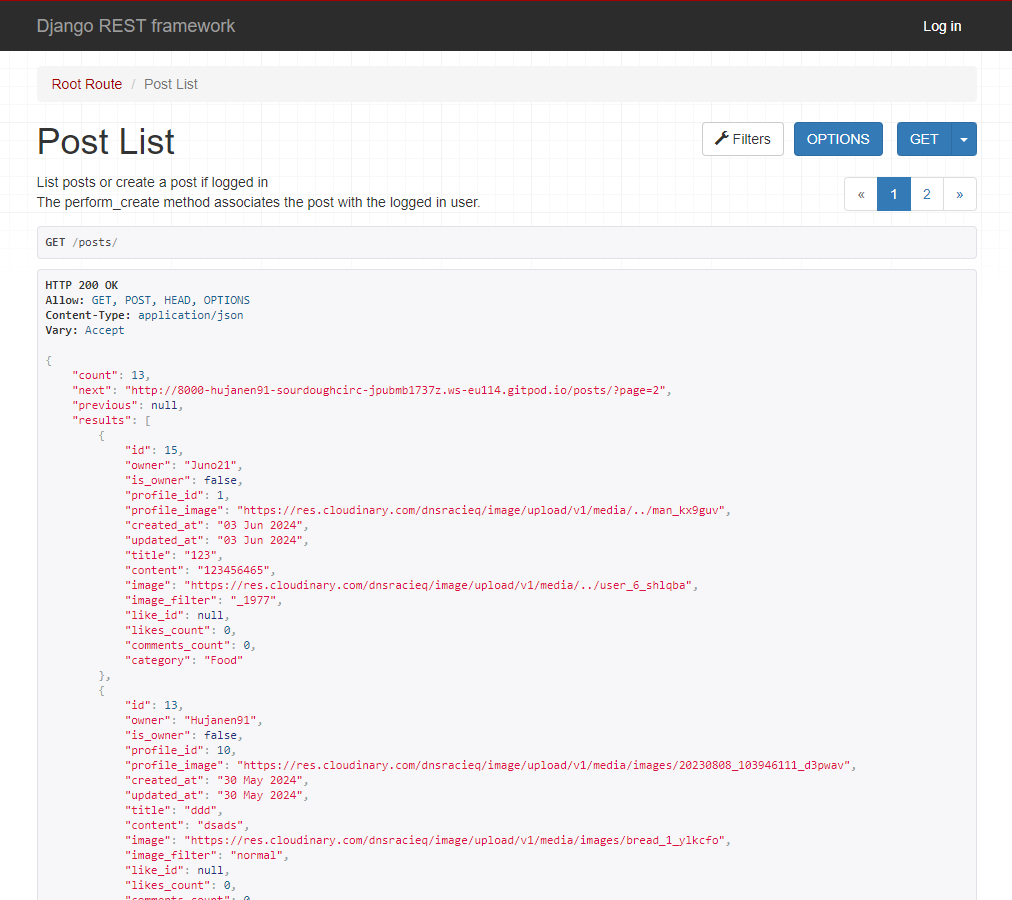 Django REST framework
Log in
Root Route / Post List
Post List
Filters
OPTIONS
GET
List posts or create a post if logged in
The perform_create method associates the post with the logged in user.
« 1 2 »
GET /posts/
HTTP 200 OK
Allow: GET, POST, HEAD, OPTIONS
Content-Type: application/json
Vary: Accept
{
"count": 13,
"next": "http://8000-hujanen91-sourdoughcirc-jpubmb1737z.ws-eu114.gitpod.io/posts/?page=2",
"previous": null,
"results": [
{
"id": 15,
"owner": "Juno21",
"is_owner": false,
"profile_id": 1,
"profile_image": "https://res.cloudinary.com/dnsracieq/image/upload/v1/media/../man_kx9guv",
"created_at": "03 Jun 2024",
"updated_at": "03 Jun 2024",
"title": "123",
"content": "123456465",
"image": "https://res.cloudinary.com/dnsracieq/image/upload/v1/media/../user_6_shlqba",
"image_filter": "_1977",
"like_id": null,
"likes_count": 0,
"comments_count": 0,
"category": "Food"
},
{
"id": 13,
"owner": "Hujanen91",
"is_owner": false,
"profile_id": 10,
"profile_image": "https://res.cloudinary.com/dnsracieq/image/upload/v1/media/images/20230808_103946111_d3pwav",
"created_at": "30 May 2024",
"updated_at": "30 May 2024",
"title": "ddd",
"content": "dsads",
"image": "https://res.cloudinary.com/dnsracieq/image/upload/v1/media/images/bread_1_ylkcfo",
"image_filter": "normal",
"like_id": null,
"likes_count": 0,